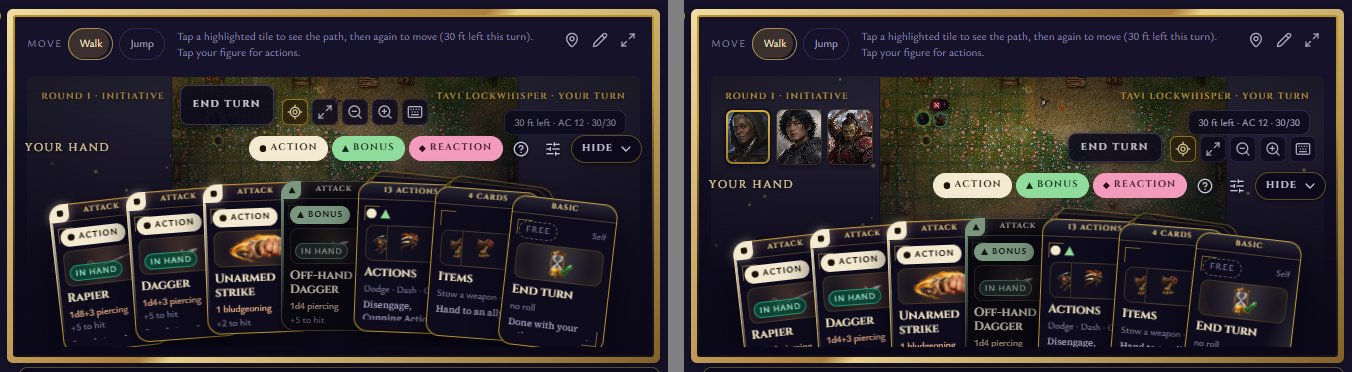 MOVE Walk Jump Tap a highlighted tile to see the path, then again to move (30 ft left this turn).
Tap your figure for actions.
ROUND 1 · INITIATIVE END TURN TAVI LOCKWHISPER · YOUR TURN
30 ft left · AC 12 · 30/30
YOUR HAND ACTION BONUS REACTION HIDE
ATTACK
ACTION
IN HAND
RAPIER
1d8+3 piercing
+5 to hit
ATTACK
ACTION
IN HAND
DAGGER
1d4+3 piercing
+5 to hit
ATTACK
ACTION
UNARMED
STRIKE
1 bludgeoning
+2 to hit
ATTACK
BONUS
IN HAND
OFF-HAND
DAGGER
1d4 piercing
+5 to hit
13 ACTIONS
ACTIONS
Dodge · Dash ·
Disengage,
Cunning
4 CARDS
ITEMS
Stow a weapon
Hand to an
BASIC
FREE Self
END TURN
no roll
Done with your
MOVE Walk Jump Tap a highlighted tile to see the path, then again to move (30 ft left this turn).
Tap your figure for actions.
ROUND 1 · INITIATIVE TAVI LOCKWHISPER · YOUR TURN
30 ft left · AC 12 · 30/30
END TURN
YOUR HAND ACTION BONUS REACTION HIDE
ATTACK
ACTION
IN HAND
RAPIER
ATTACK
ACTION
IN HAND
DAGGER
1d4+3 piercing
ATTACK
ACTION
UNARMED
STRIKE
1 bludgeoning
ATTACK
BONUS
IN HAND
OFF-HAND
DAGGER
1d4 piercing
13 ACTIONS
ACTIONS
Dodge · Dash ·
Disengage,
4 CARDS
ITEMS
Stow a weapon
BASIC
FREE Self
END TURN
no roll
Done with your